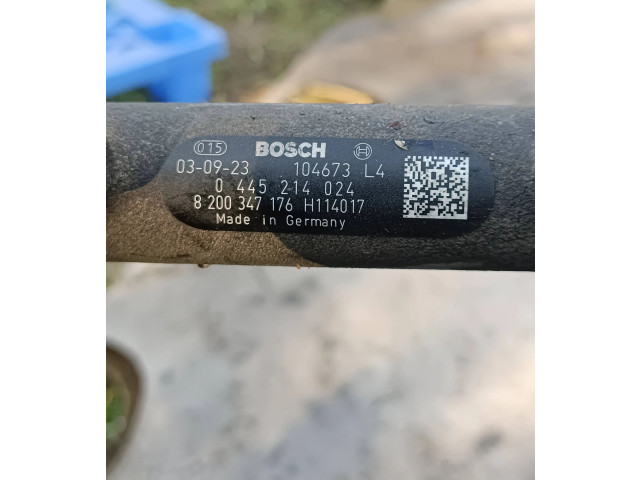 015 BOSCH
03-09-23 104673 L4
0 445 214 024
8 200 347 176 H114017
Made in Germany